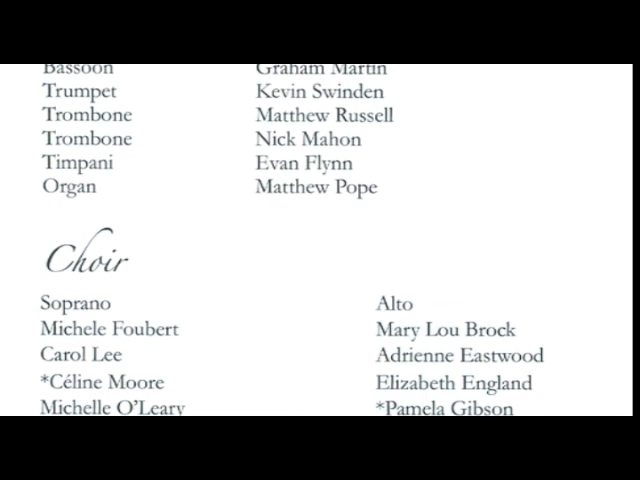 Bassoon Graham Martin
Trumpet Kevin Swinden
Trombone Matthew Russell
Trombone Nick Mahon
Timpani Evan Flynn
Organ Matthew Pope
Choir
Soprano Alto
Michele Foubert Mary Lou Brock
Carol Lee Adrienne Eastwood
*Céline Moore Elizabeth England
Michelle O'Leary *Pamela Gibson